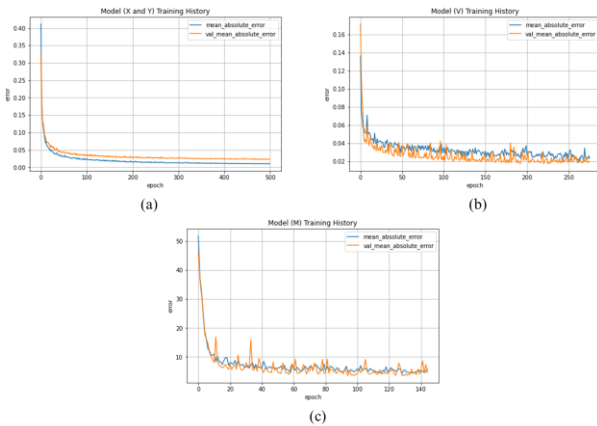 Model (X and Y) Training History
mean_absolute_error
val_mean_absolute_error
0.40
0.35
0.30
0.25
0.20
0.15
0.10
0.05
0.00
error
0 100 200 300 400 500
epoch
(a)
Model (V) Training History
mean_absolute_error
val_mean_absolute_error
0.16
0.14
0.12
0.10
0.08
0.06
0.04
0.02
error
0 50 100 150 200 250
epoch
(b)
Model (M) Training History
mean_absolute_error
val_mean_absolute_error
50
40
30
20
10
error
0 20 40 60 80 100 120 140
epoch
(c)